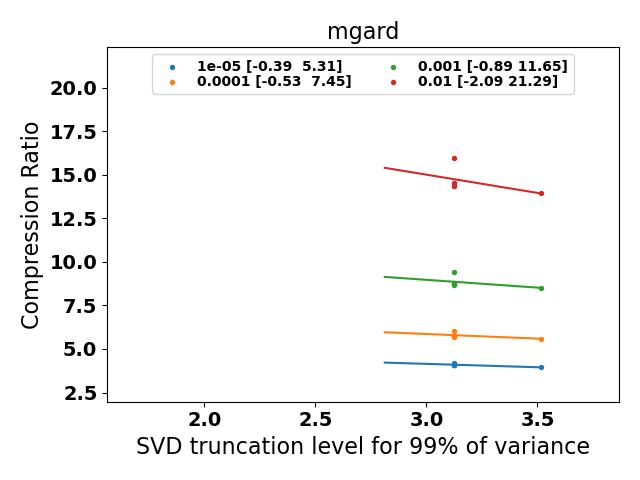 mgard
1e-05 [-0.39  5.31]
0.0001 [-0.53  7.45]
0.001 [-0.89 11.65]
0.01 [-2.09 21.29]
Compression Ratio
20.0
17.5
15.0
12.5
10.0
7.5
5.0
2.5
2.0
2.5
3.0
3.5
SVD truncation level for 99% of variance